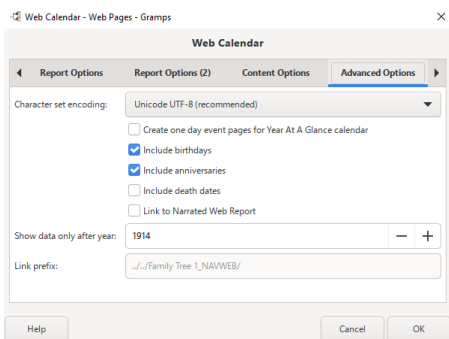 Web Calendar - Web Pages - Gramps
Web Calendar
Report Options Report Options (2) Content Options Advanced Options
Character set encoding: Unicode UTF-8 (recommended)
Create one day event pages for Year At A Glance calendar
Include birthdays
Include anniversaries
Include death dates
Link to Narrated Web Report
Show data only after year: 1914
Link prefix: ../../Family Tree 1_NAVWEB/
Help Cancel OK